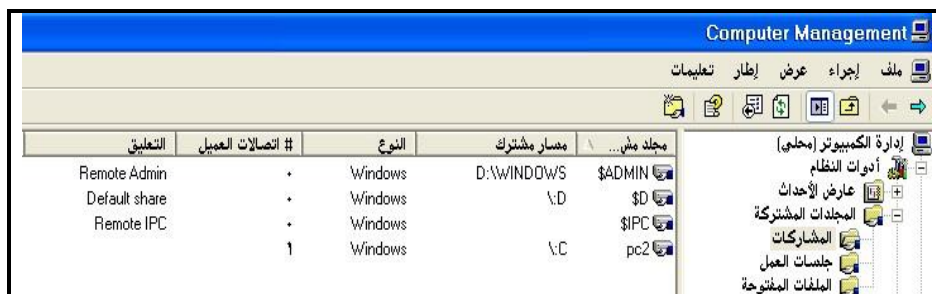 Computer Management
ملف إجراء عرض إطار تعليمات
إدارة الكمبيوتر (محلي)
أدوات النظام
عارض الأحداث
المجلدات المشتركة
المشاركات
جلسات العمل
الملفات المفتوحة
مجلد مش... مسار مشترك النوع # اتصالات العميل التعليق
$ADMIN D:\WINDOWS Windows ٠ Remote Admin
$D \:D Windows ٠ Default share
$IPC Windows ٠ Remote IPC
pc2 \:C Windows ١